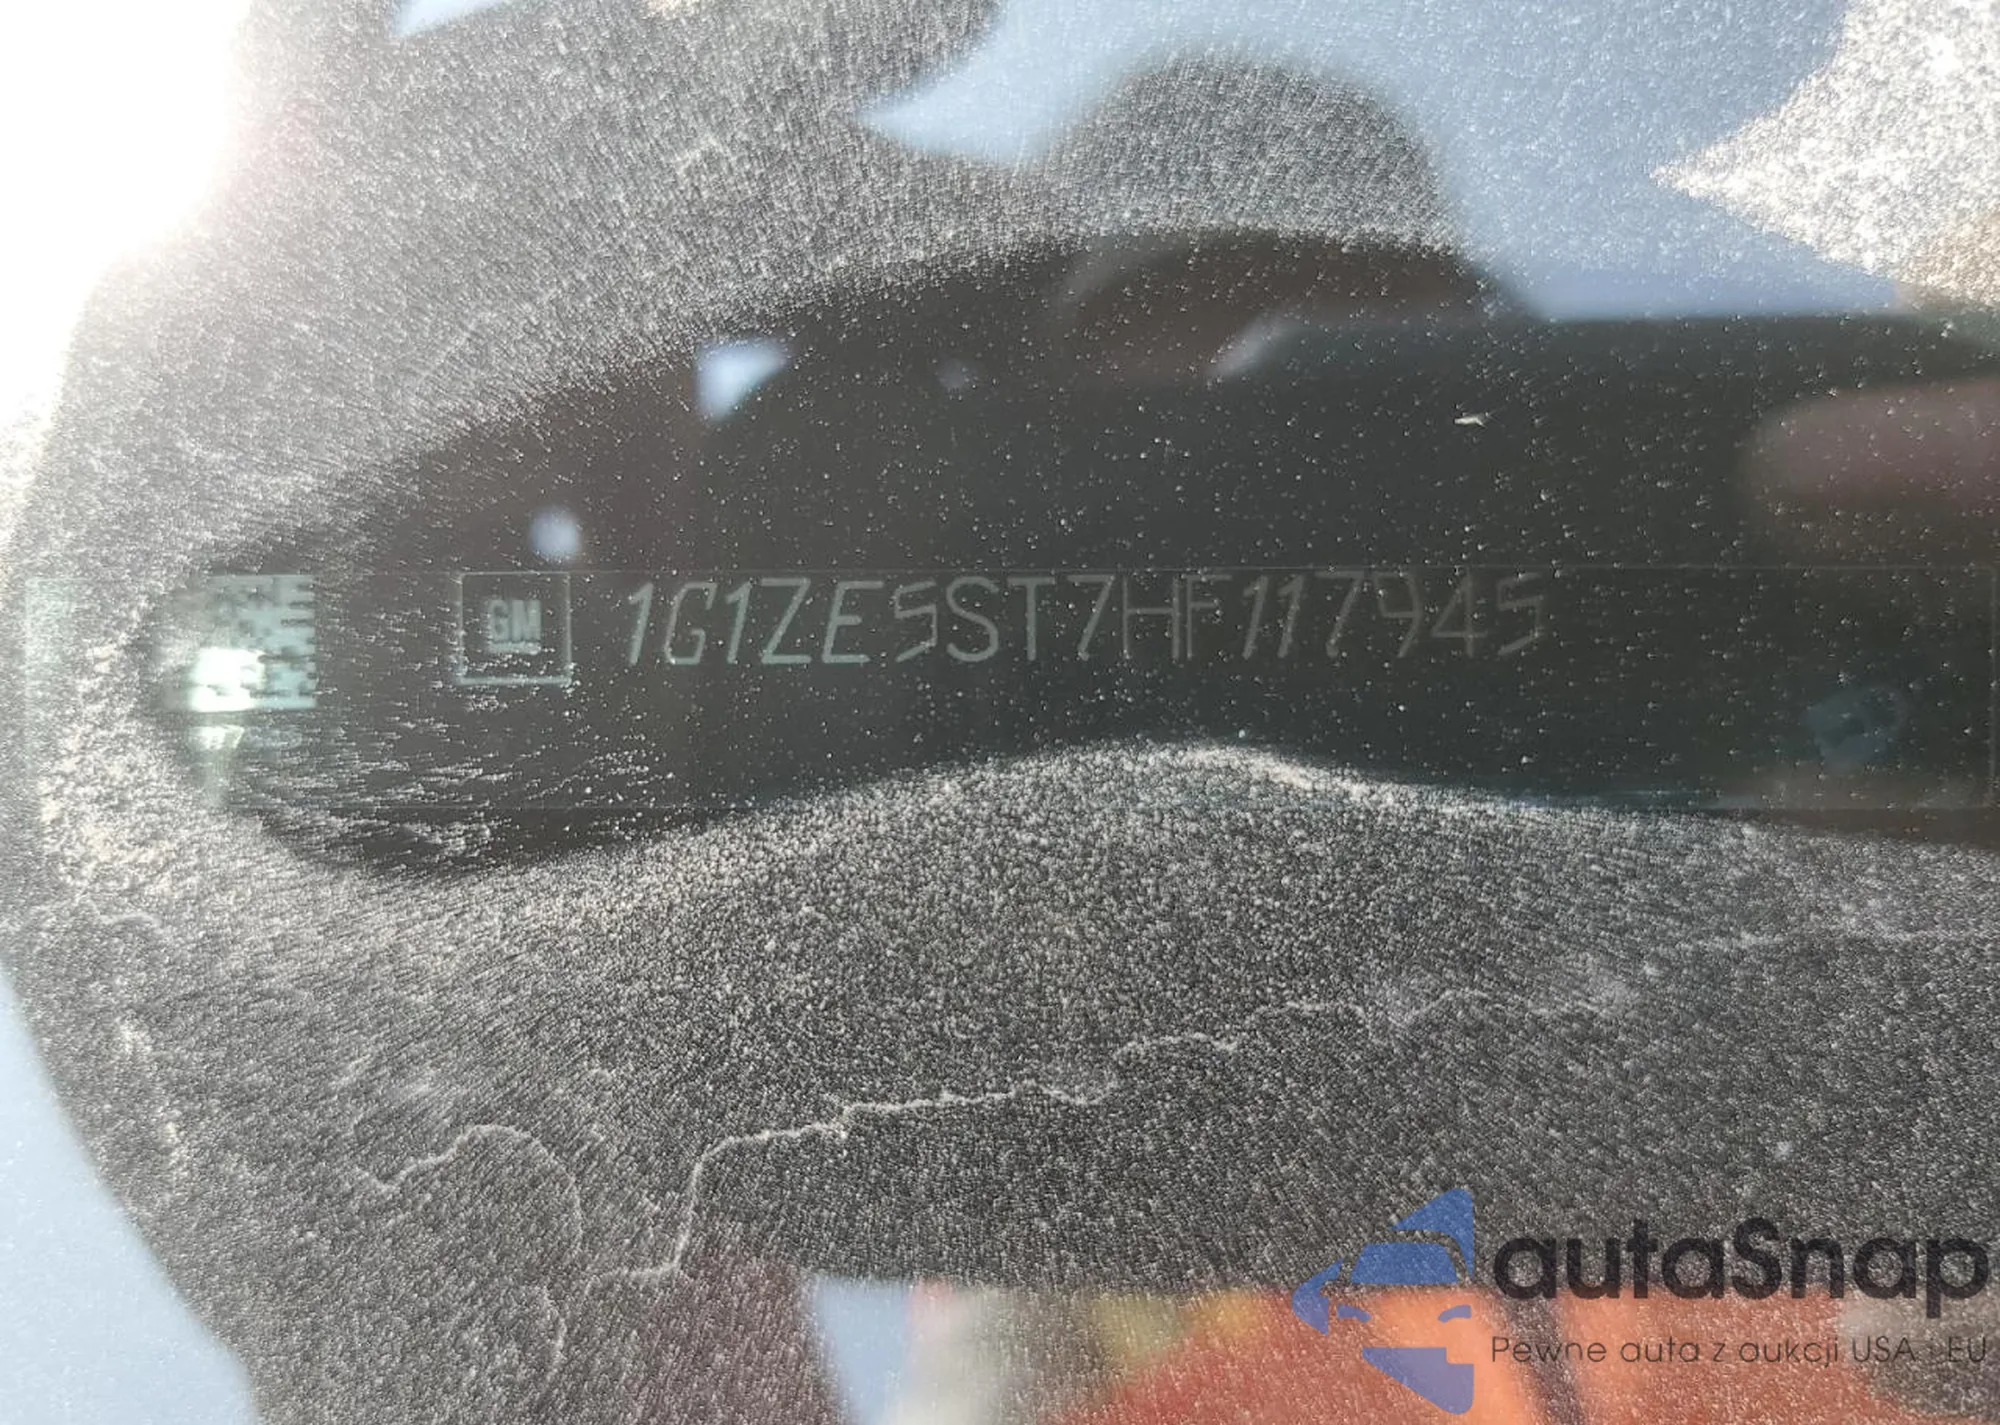 GM 1G1ZE5ST7HF117945
autaSnap
Pewne auta z aukcji USA i EU